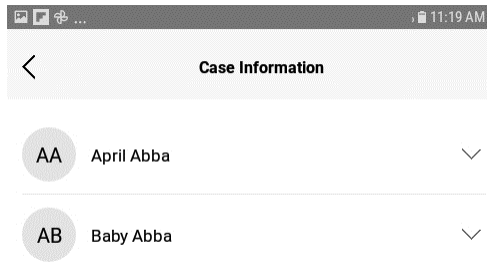 ... 11:19 AM
Case Information
AA April Abba
AB Baby Abba